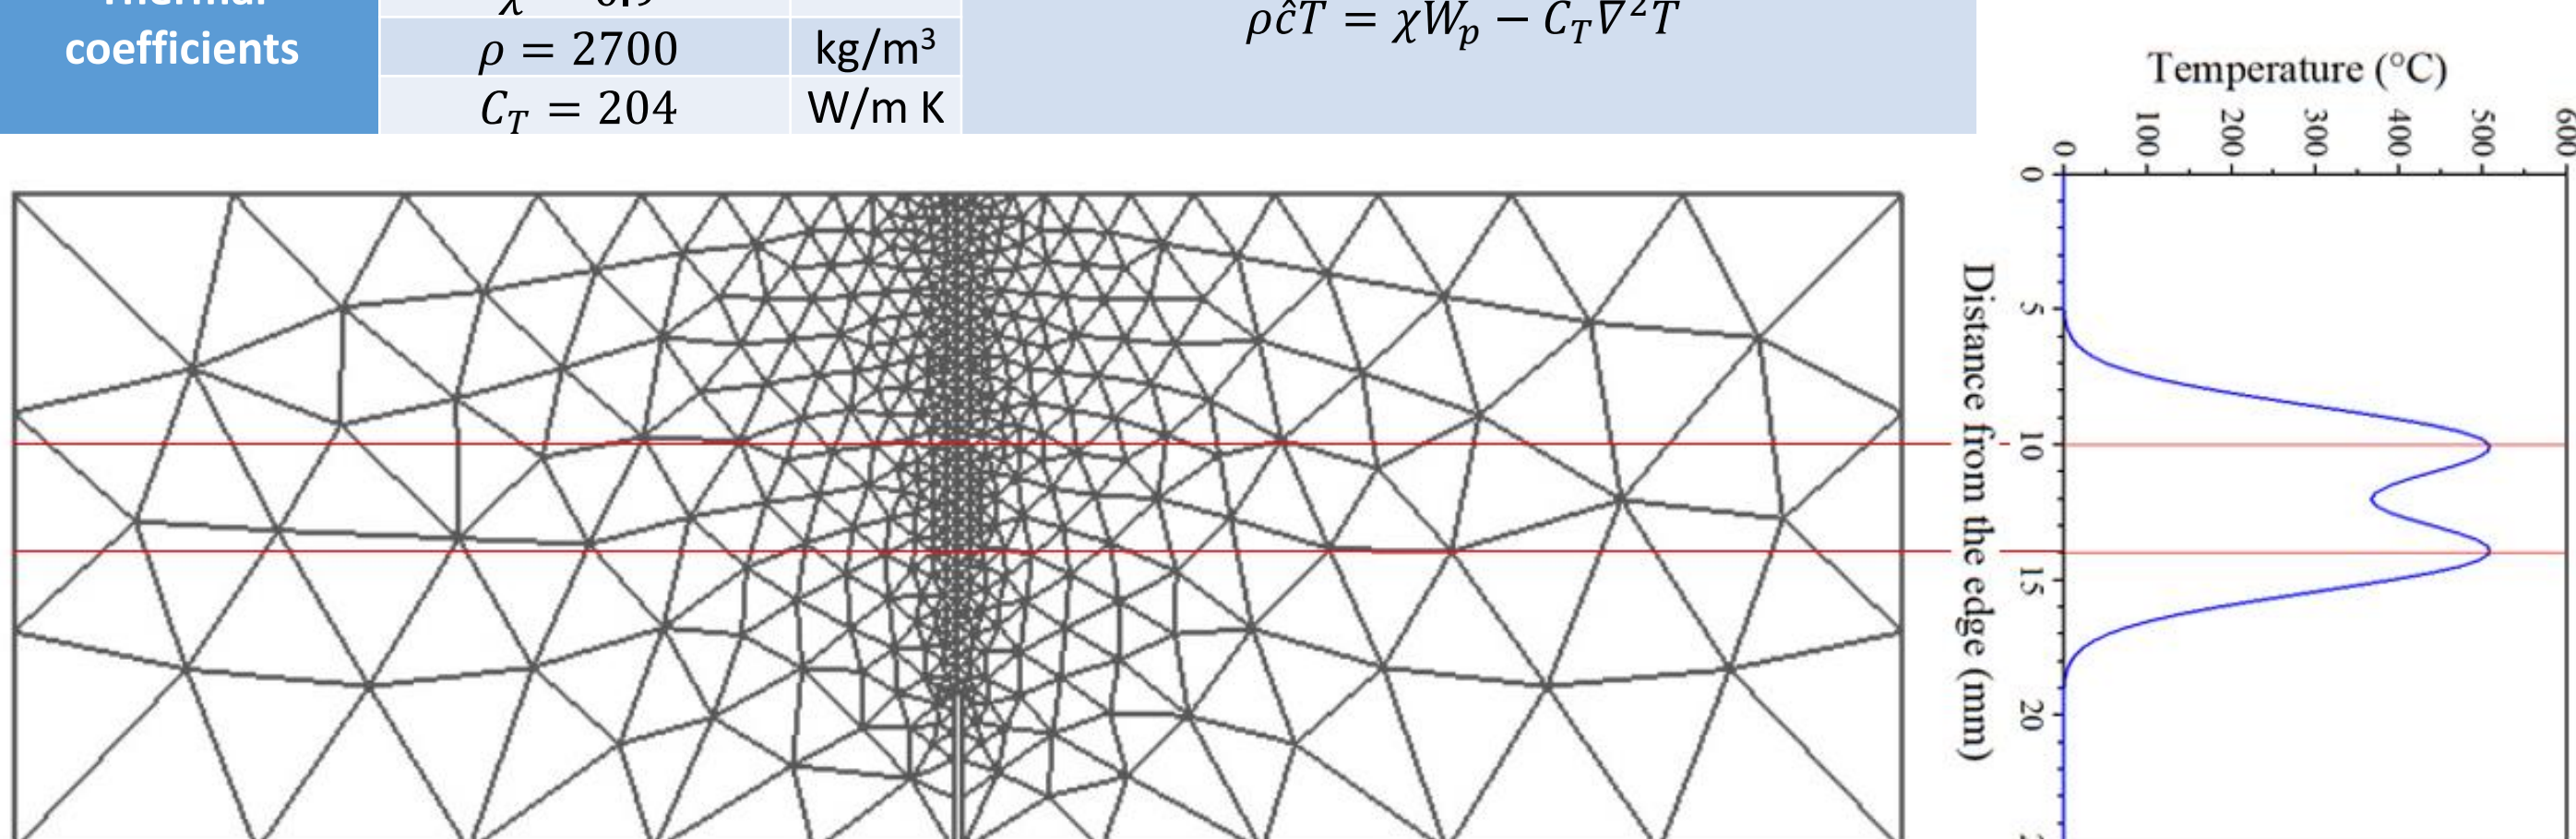 Thermal
coefficients
ρ = 2700
kg/m³
C_T = 204
W/m K
ρĉT = χW_p − C_T∇²T
Temperature (°C)
0 100 200 300 400 500
Distance from the edge (mm)
0
5
10
15
20